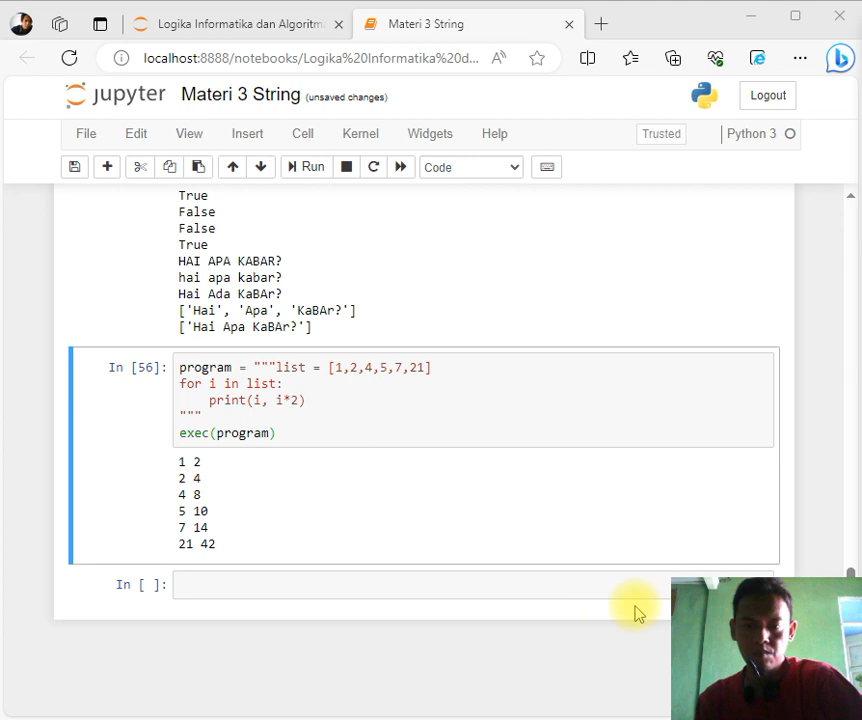 Logika Informatika dan Algoritm
Materi 3 String
localhost:8888/notebooks/Logika%20Informatika%20d...
jupyter Materi 3 String (unsaved changes)
Logout
File Edit View Insert Cell Kernel Widgets Help
Trusted
Python 3
Run
Code
True
False
False
True
HAI APA KABAR?
hai apa kabar?
Hai Ada KaBAr?
['Hai', 'Apa', 'KaBAr?']
['Hai Apa KaBAr?']
In [56]: program = """list = [1,2,4,5,7,21]
for i in list:
    print(i, i*2)
"""
exec(program)
1 2
2 4
4 8
5 10
7 14
21 42
In [ ]: